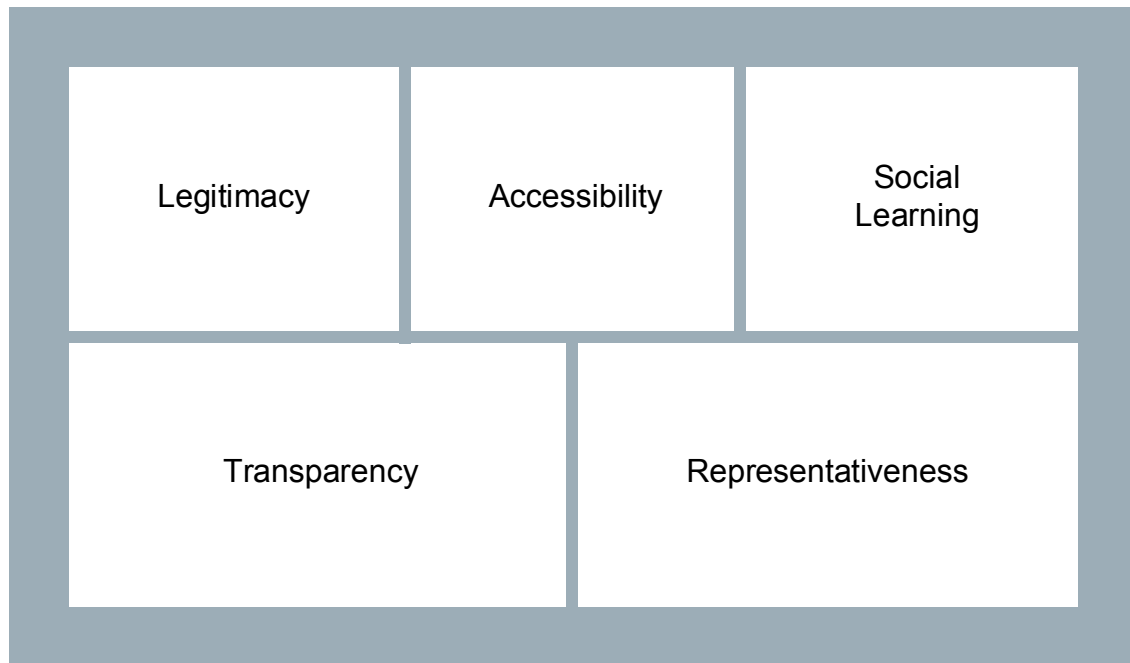 Legitimacy
Accessibility
Social
Learning
Transparency
Representativeness